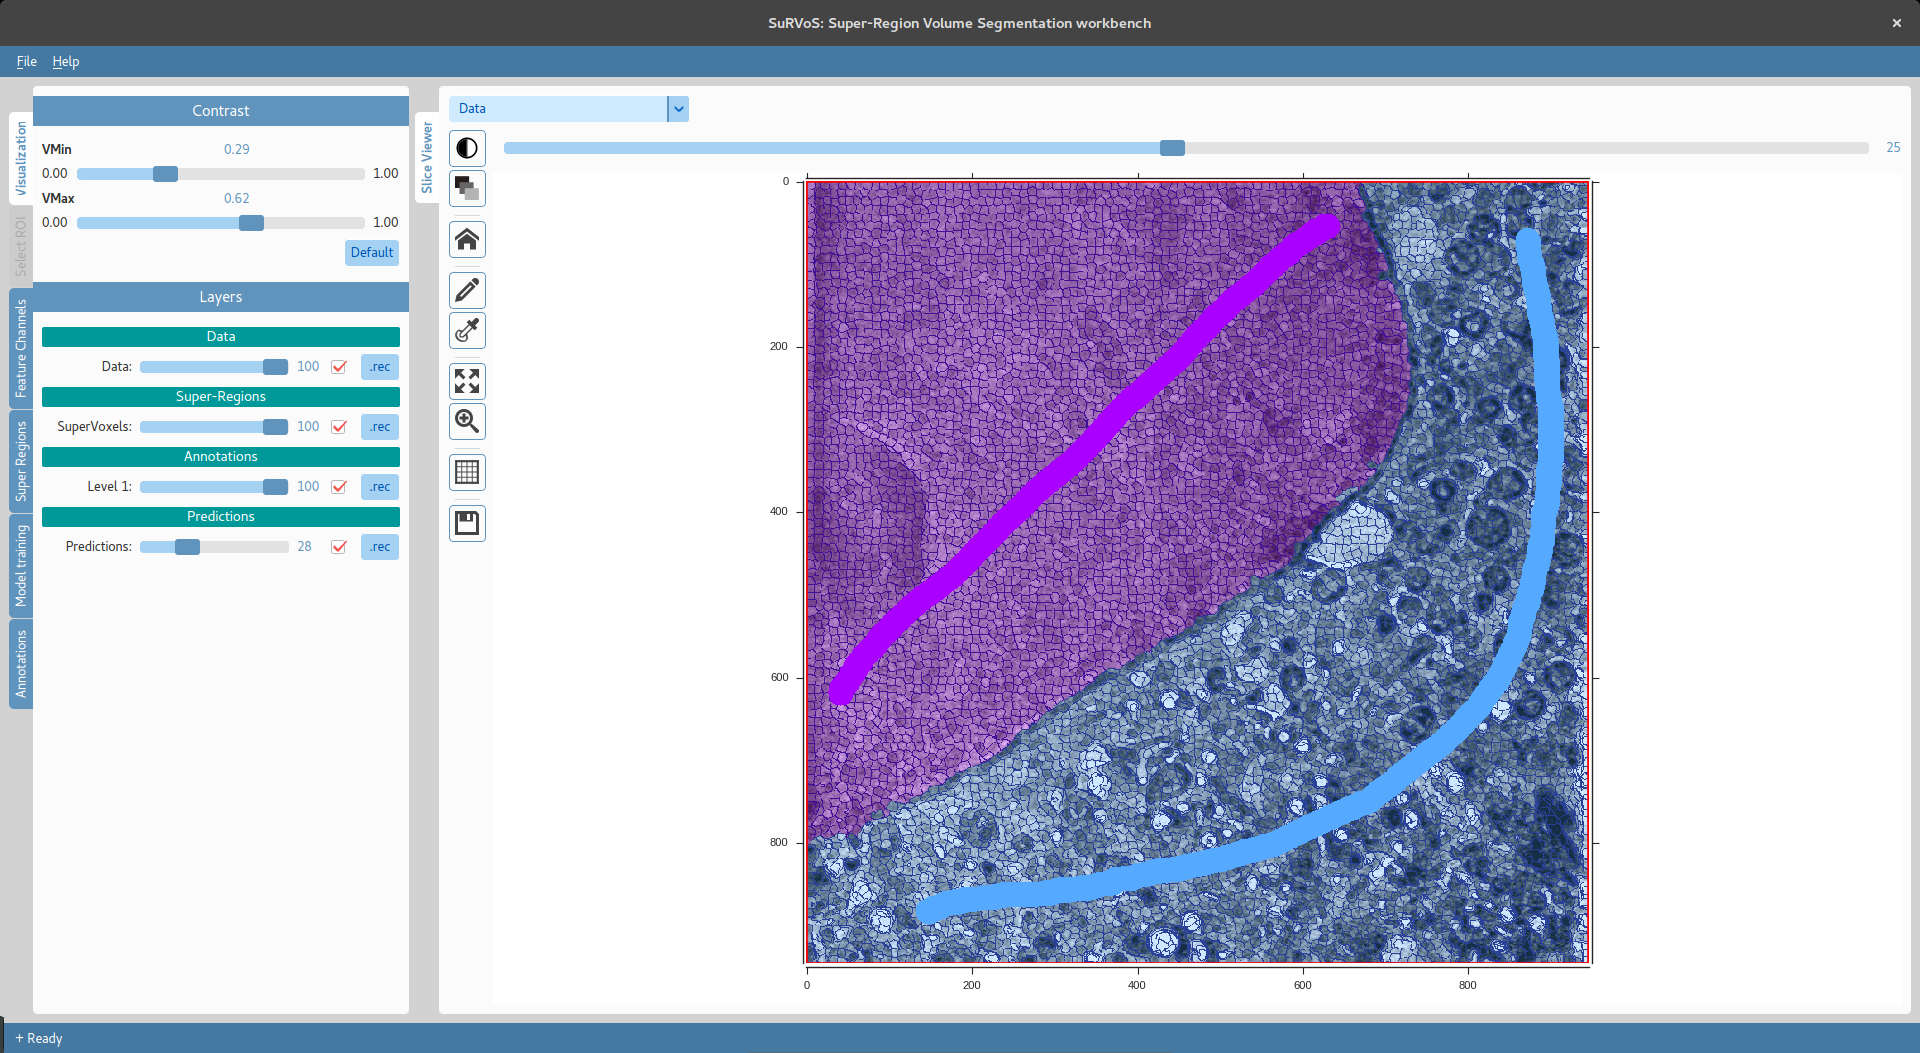 SuRVoS: Super-Region Volume Segmentation workbench
File Help
Visualization
Select ROI
Feature Channels
Super Regions
Model training
Annotations
Contrast
VMin 0.29
0.00 1.00
VMax 0.62
0.00 1.00
Default
Layers
Data
Data: 100 .rec
Super-Regions
SuperVoxels: 100 .rec
Annotations
Level 1: 100 .rec
Predictions
Predictions: 28 .rec
Slice Viewer
Data
25
0
200
400
600
800
0 200 400 600 800
+ Ready